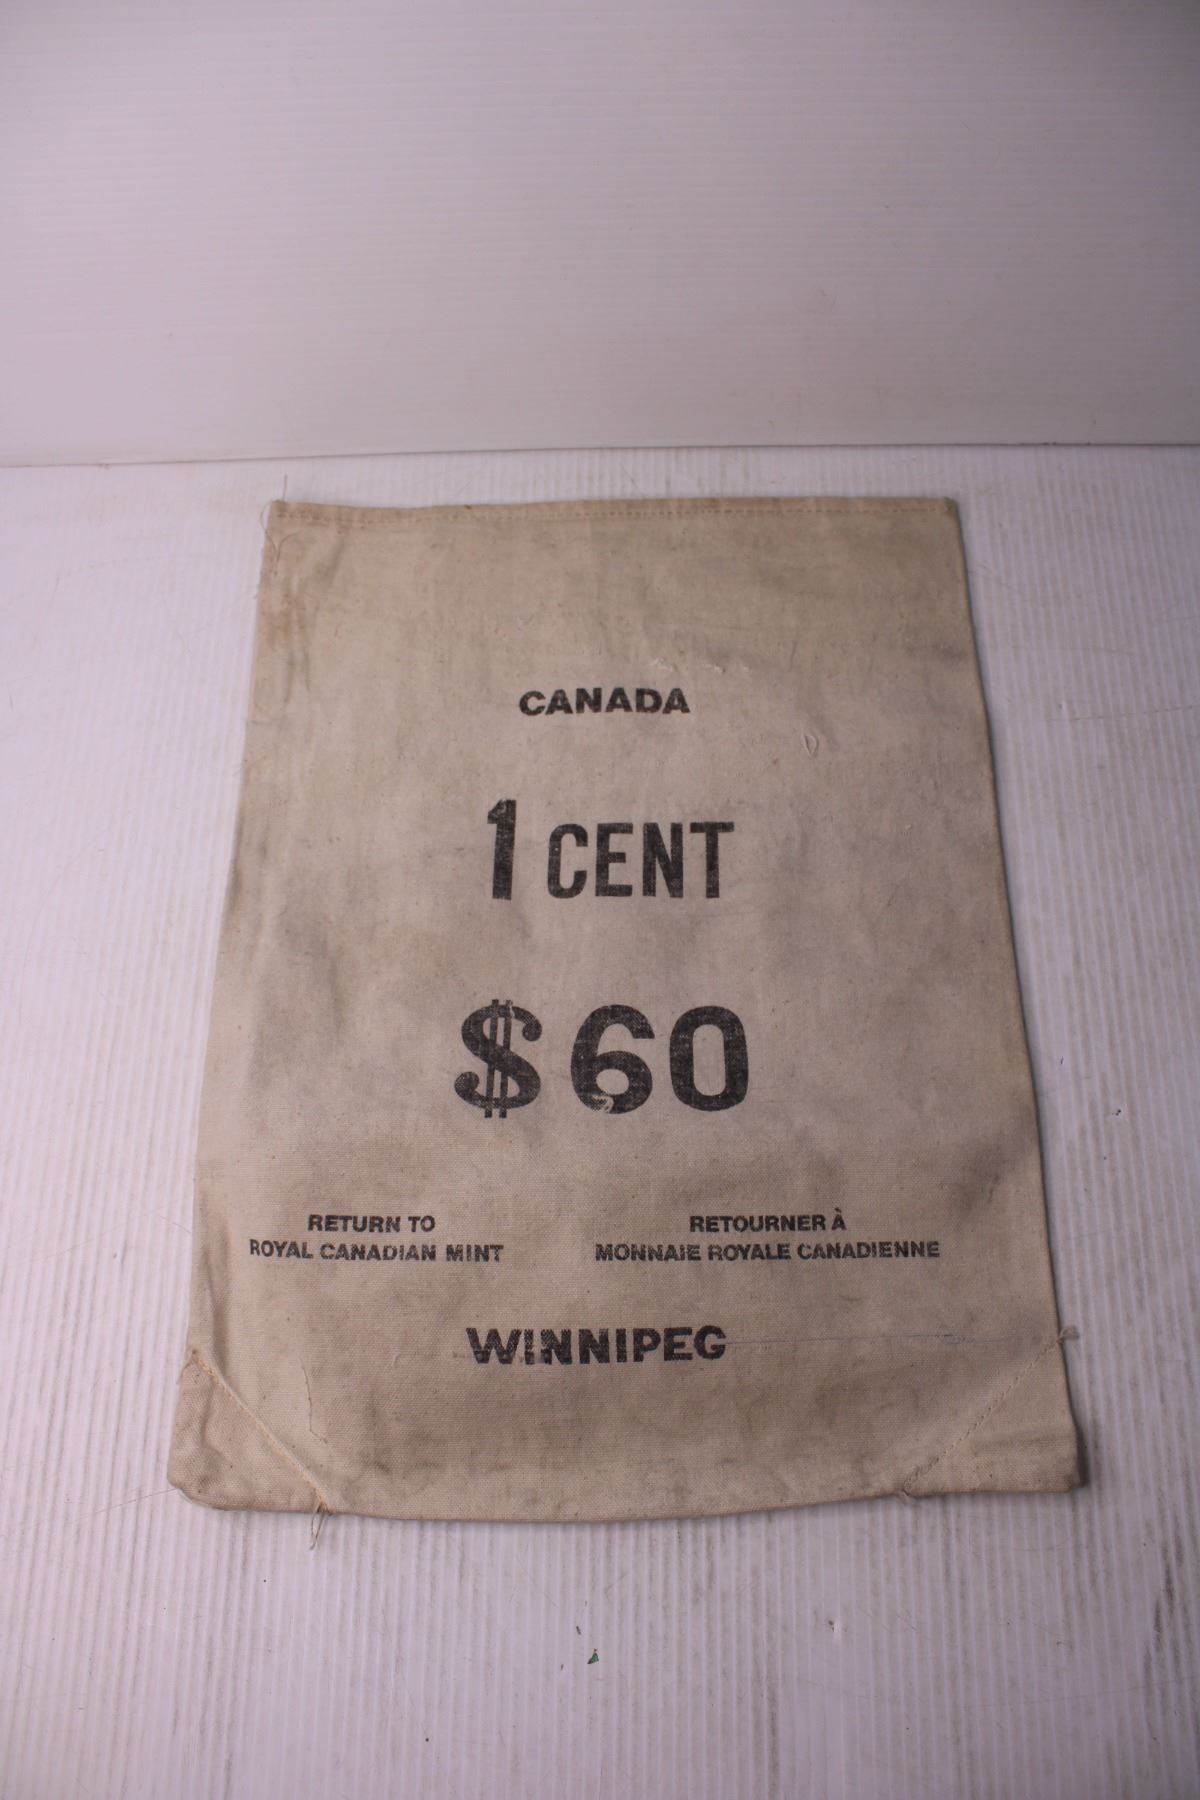 CANADA
1 CENT
$60
RETURN TO
ROYAL CANADIAN MINT
RETOURNER À
MONNAIE ROYALE CANADIENNE
WINNIPEG